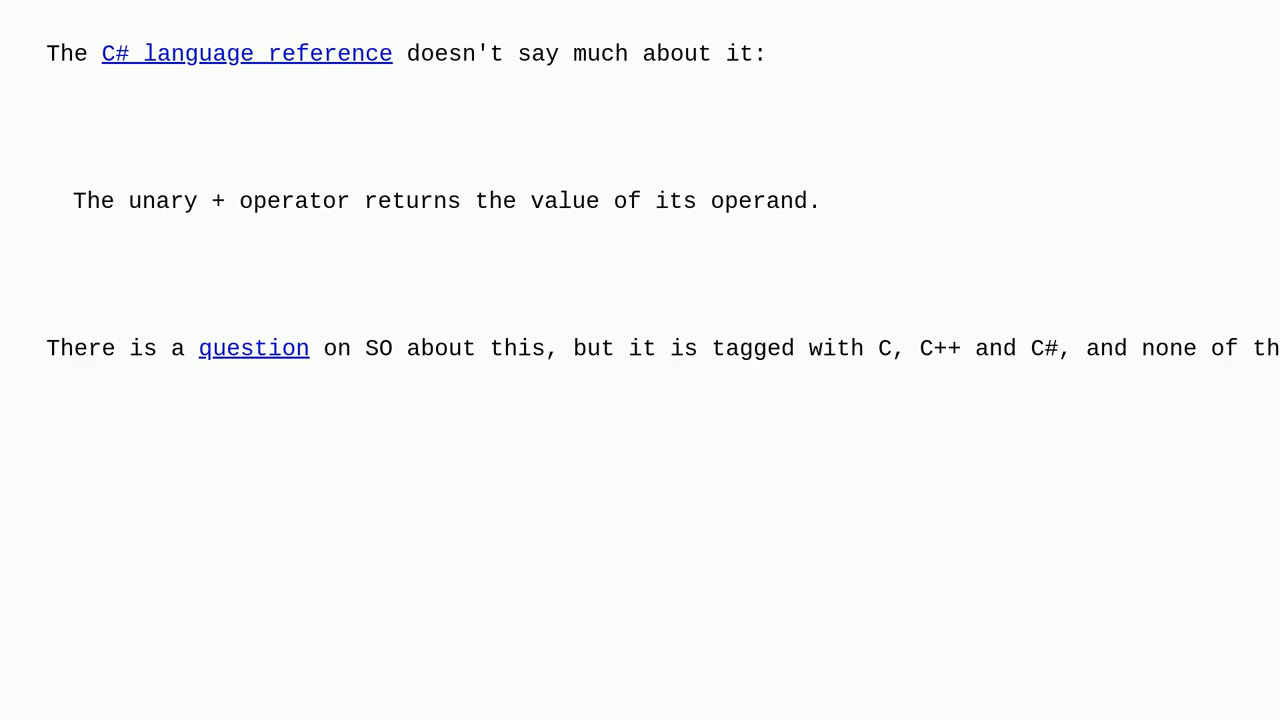 The C# language reference doesn't say much about it:
The unary + operator returns the value of its operand.
There is a question on SO about this, but it is tagged with C, C++ and C#, and none of